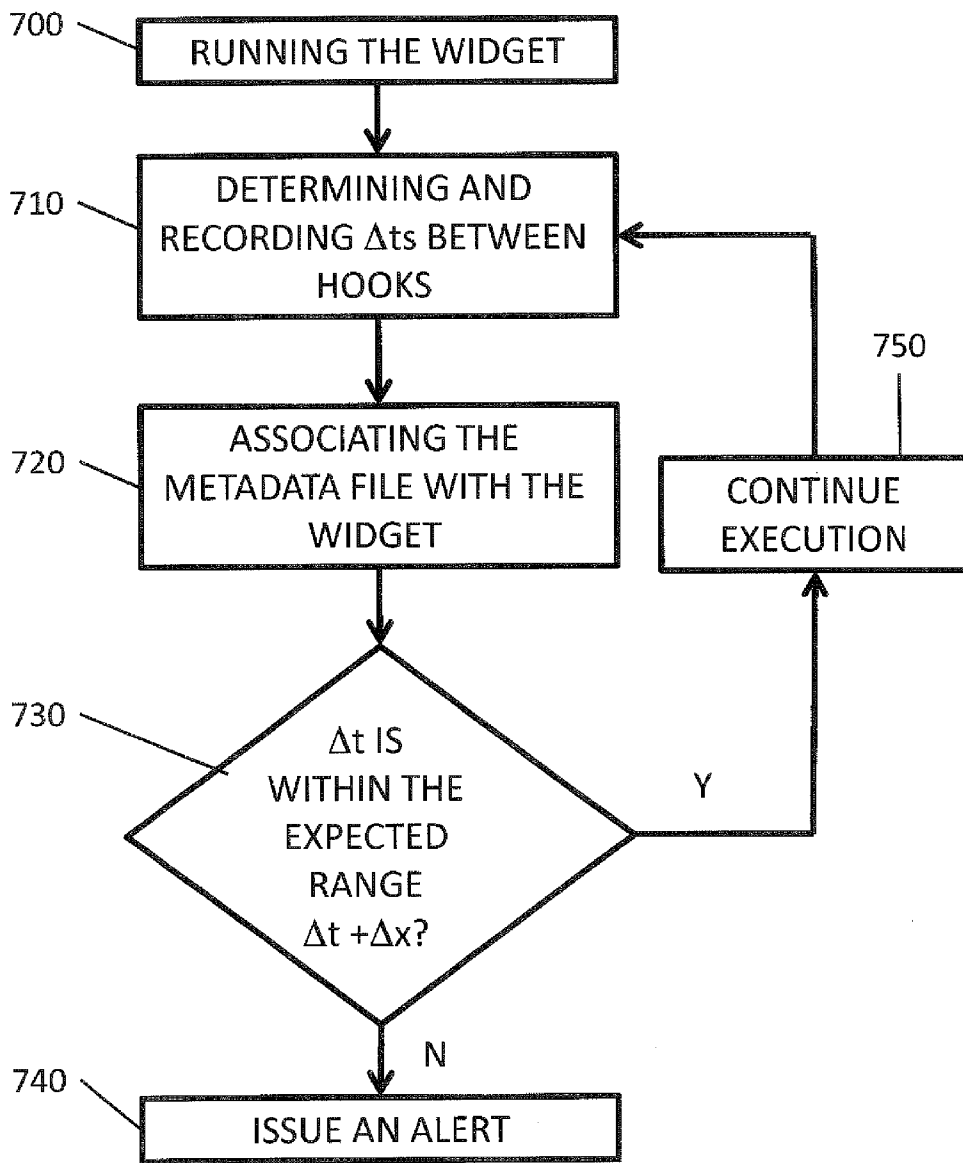 700
RUNNING THE WIDGET
710
DETERMINING AND
RECORDING Δts BETWEEN
HOOKS
750
720
ASSOCIATING THE
METADATA FILE WITH THE
WIDGET
CONTINUE
EXECUTION
730
Δt IS
WITHIN THE
EXPECTED
RANGE
Δt +Δx?
Y
N
740
ISSUE AN ALERT